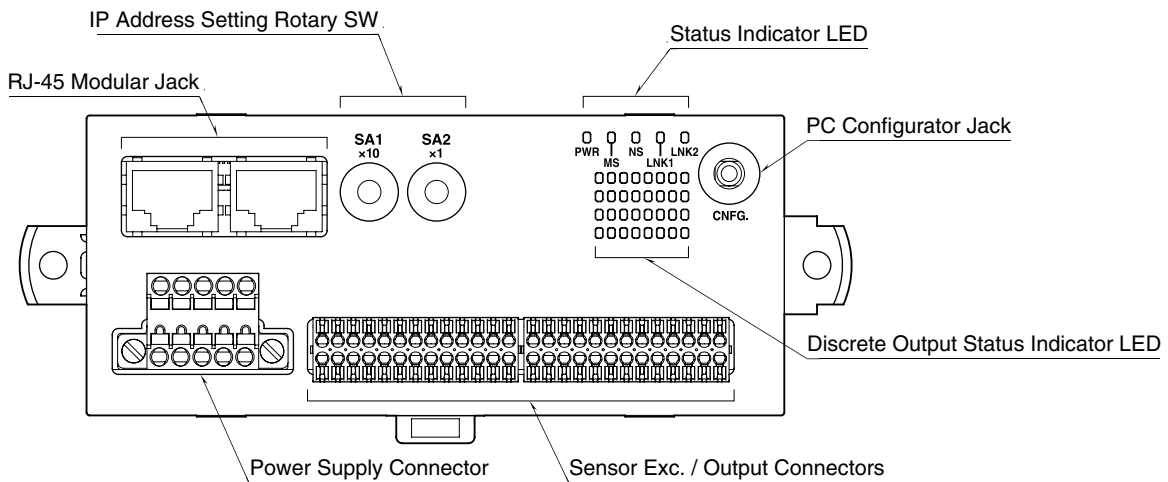 IP Address Setting Rotary SW
Status Indicator LED
RJ-45 Modular Jack
PC Configurator Jack
SA1
×10
SA2
×1
PWR
MS
NS
LNK1
LNK2
CNFG.
Discrete Output Status Indicator LED
Power Supply Connector
Sensor Exc. / Output Connectors